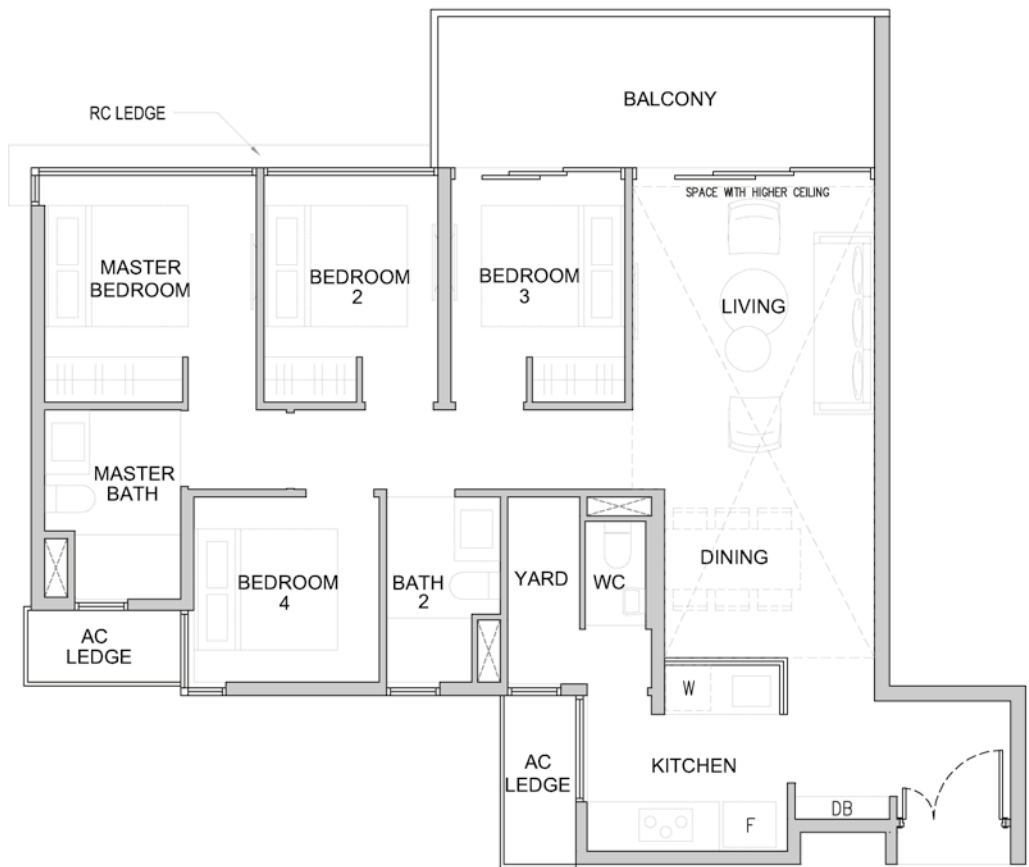 BALCONY
RC LEDGE
SPACE WITH HIGHER CEILING
MASTER
BEDROOM
BEDROOM
2
BEDROOM
3
LIVING
MASTER
BATH
BEDROOM
4
BATH
2
YARD
WC
DINING
AC
LEDGE
W
KITCHEN
AC
LEDGE
F
DB